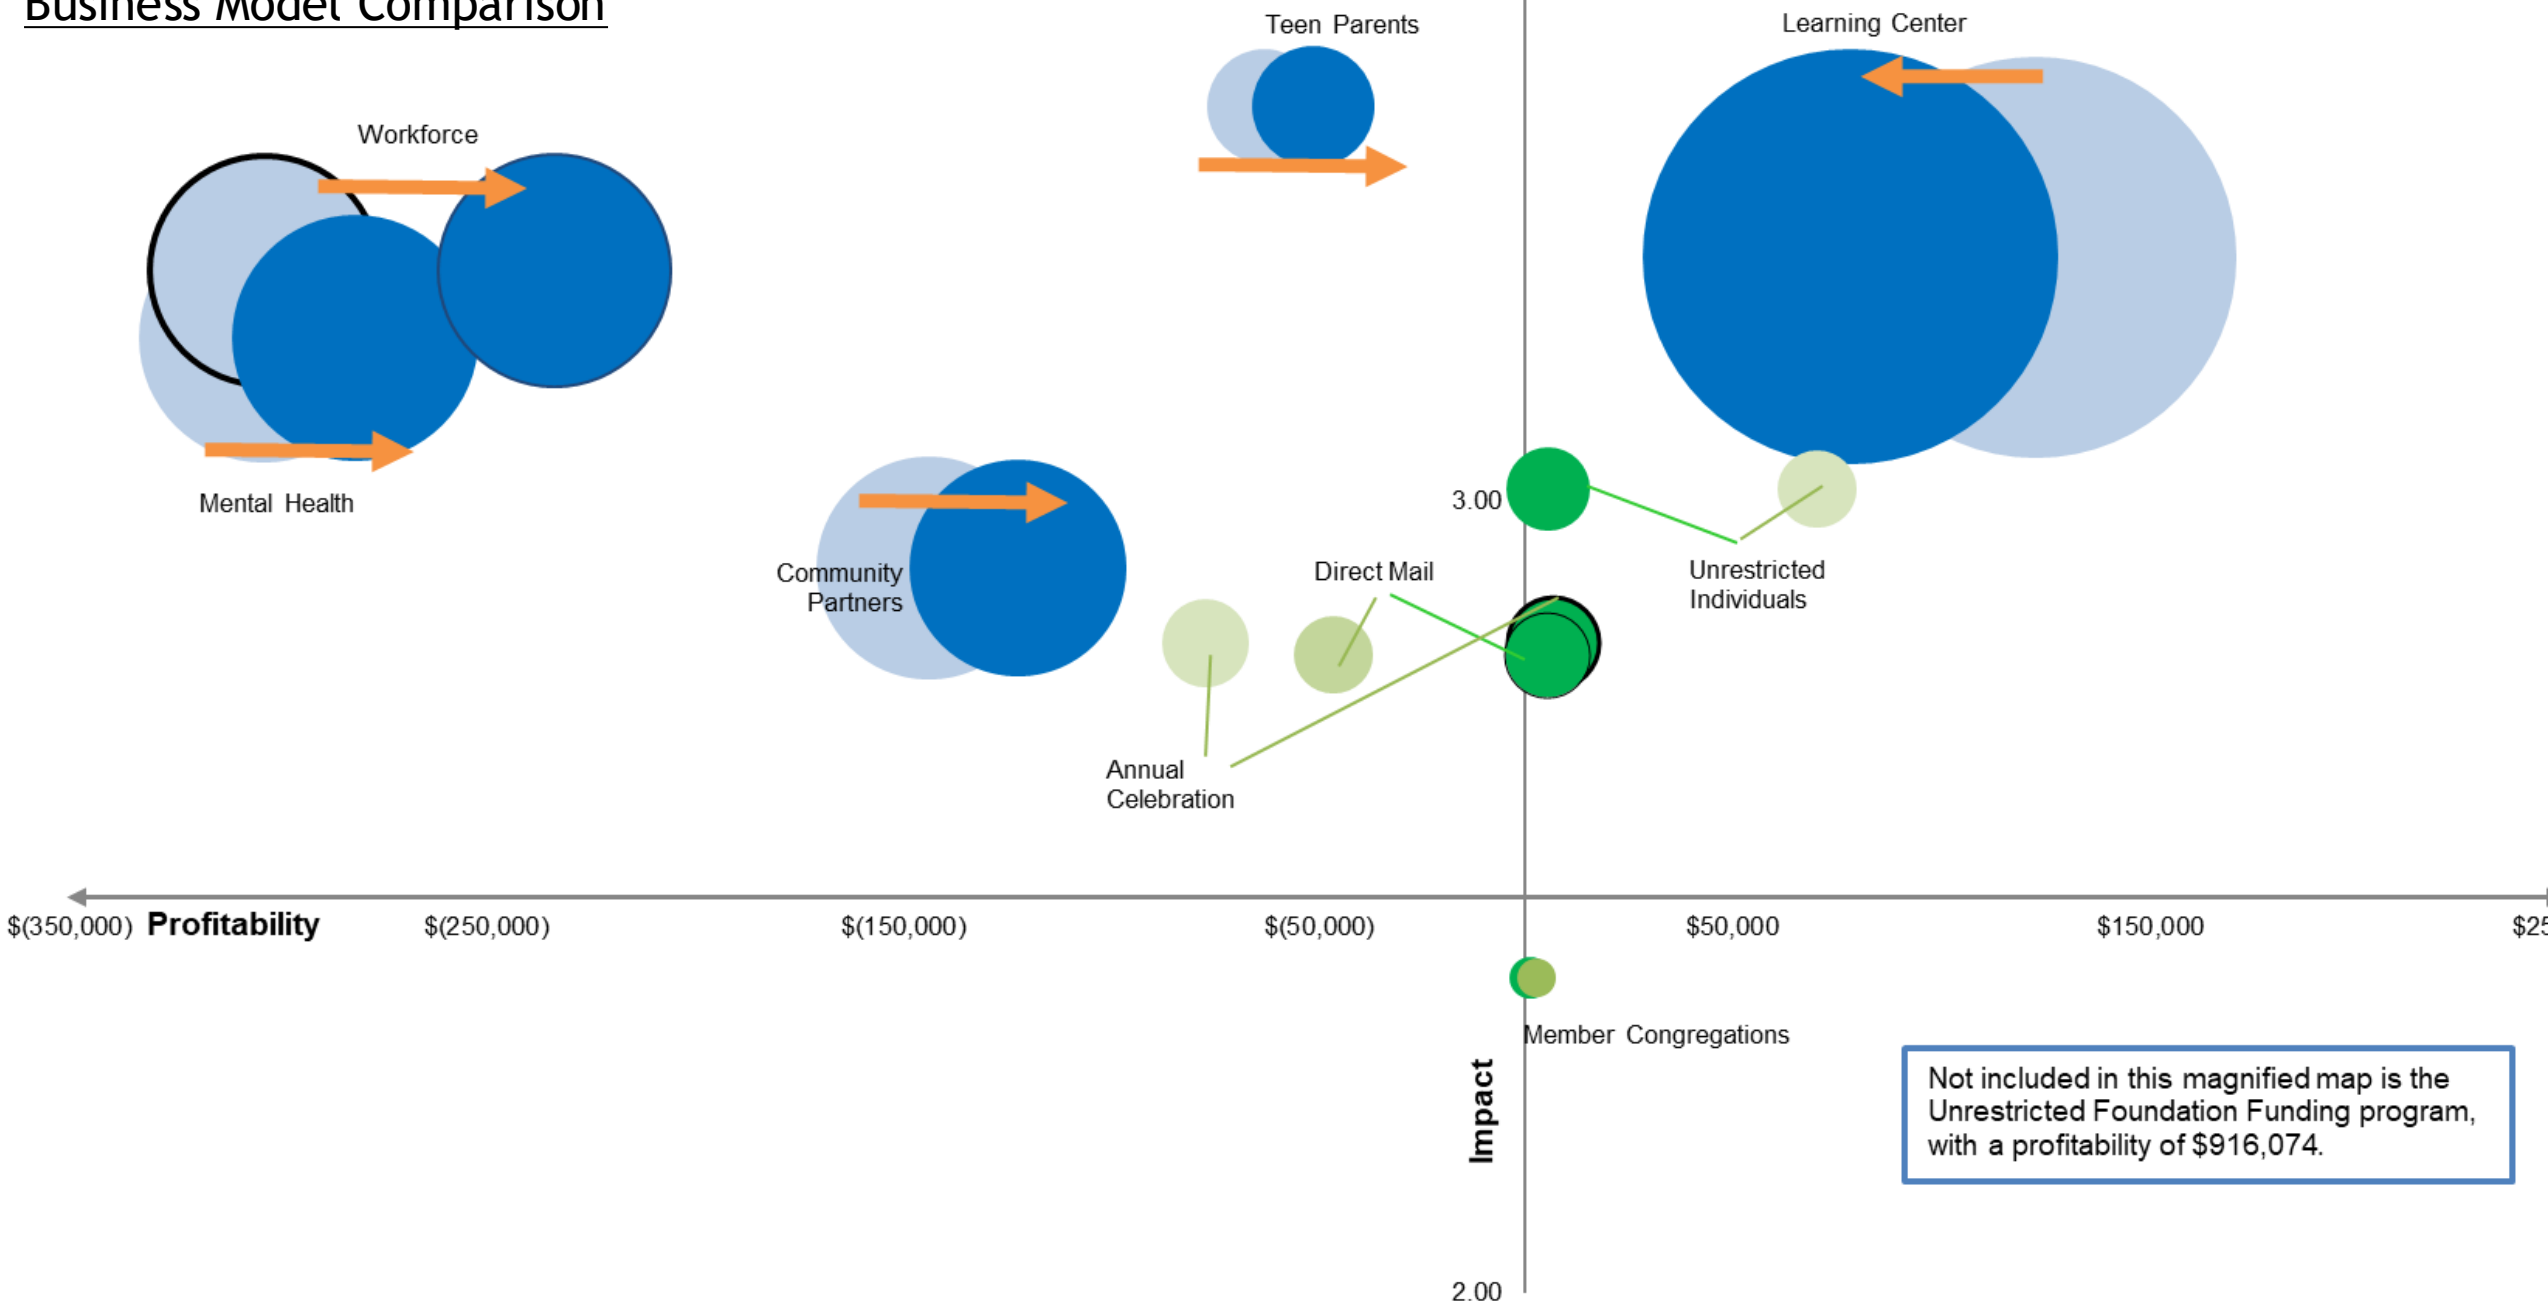 Business Model Comparison
Teen Parents
Learning Center
Workforce
Mental Health
3.00
Community
Partners
Direct Mail
Unrestricted
Individuals
Annual
Celebration
$(350,000)
Profitability
$(250,000)
$(150,000)
$(50,000)
$50,000
$150,000
Member Congregations
Impact
Not included in this magnified map is the
Unrestricted Foundation Funding program,
with a profitability of $916,074.
2.00